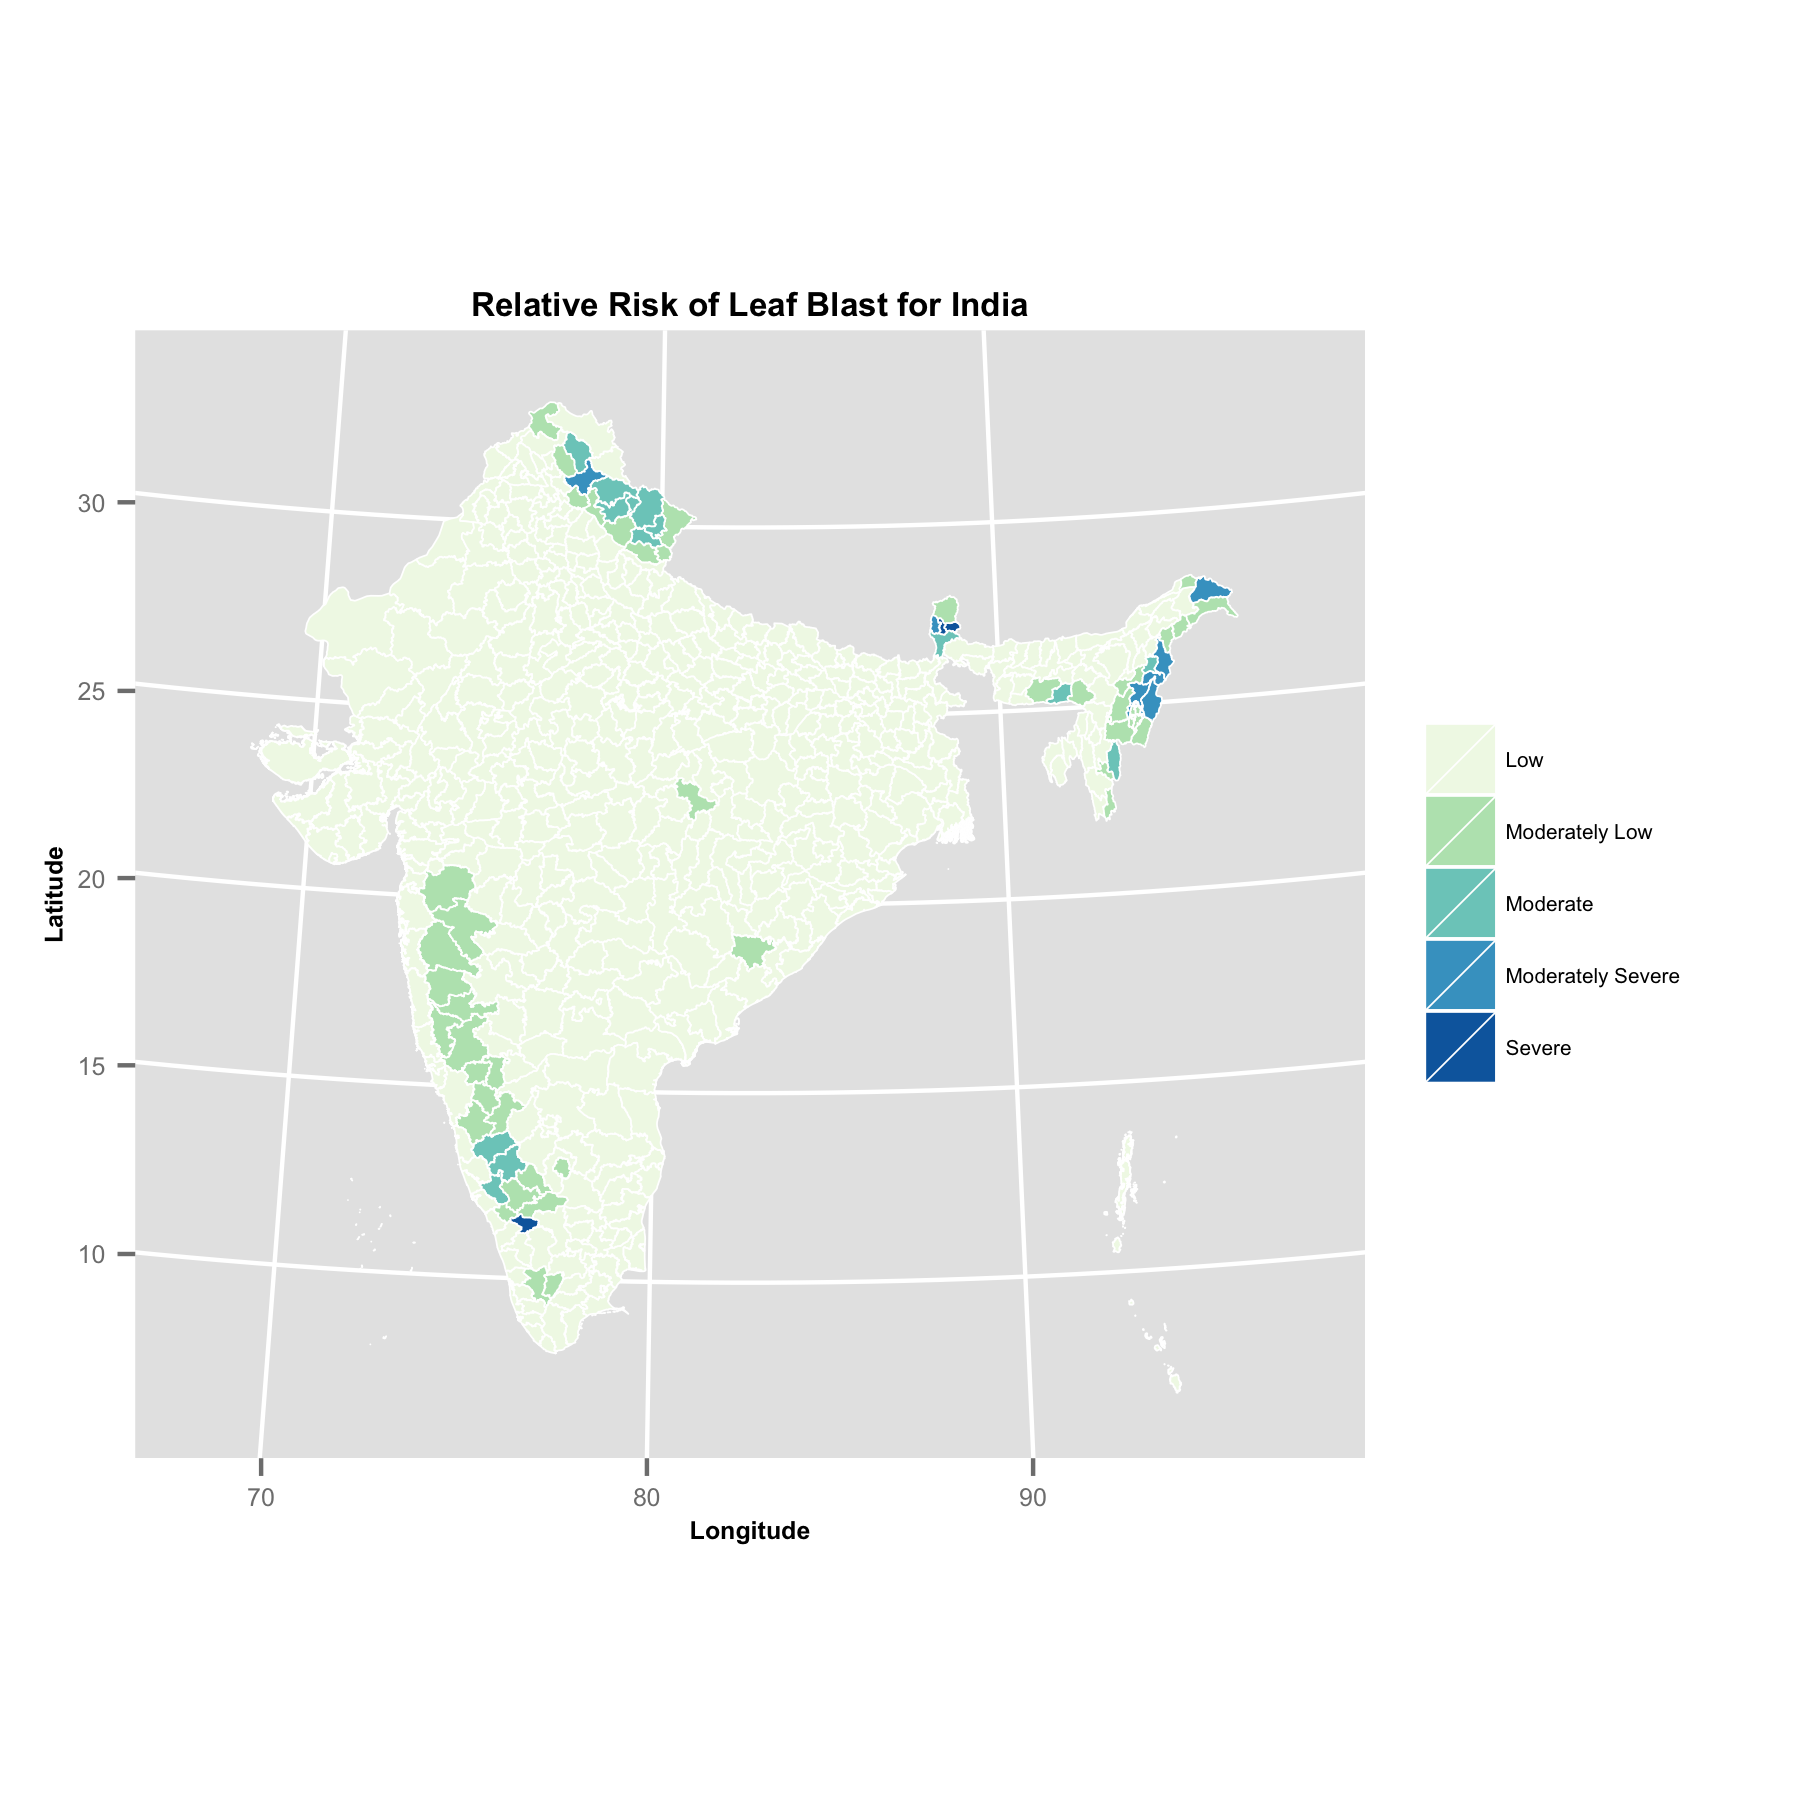 Relative Risk of Leaf Blast for India
30
25
20
15
10
Latitude
70
80
90
Longitude
Low
Moderately Low
Moderate
Moderately Severe
Severe